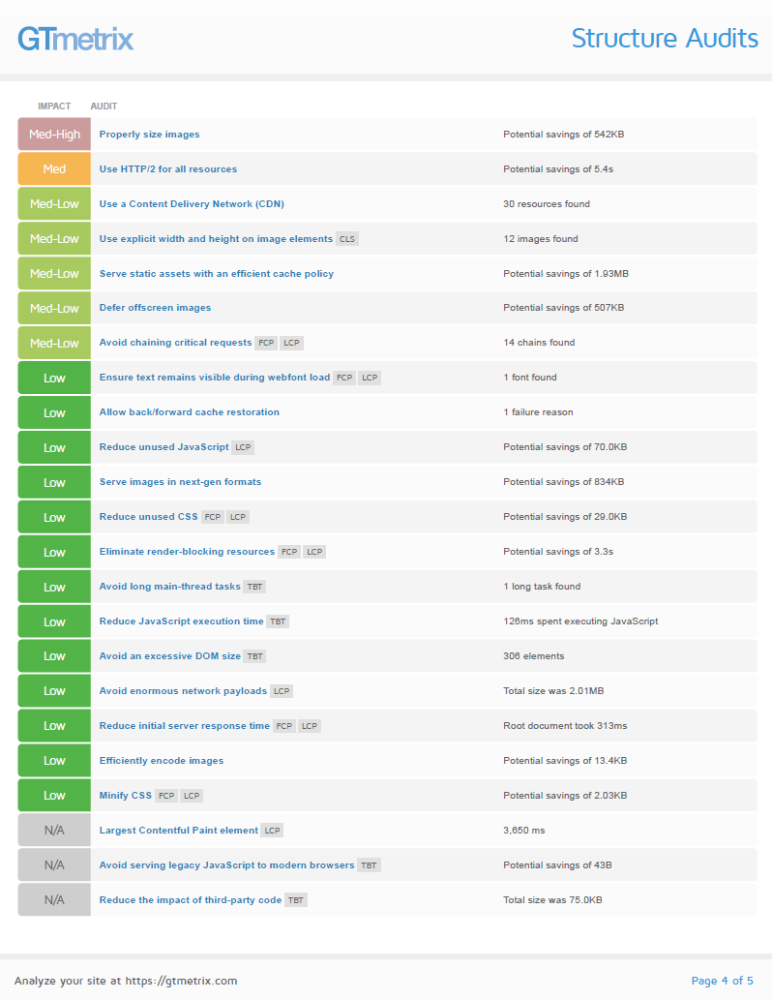 GTmetrix Structure Audits
IMPACT AUDIT
Med-High Properly size images Potential savings of 542KB
Med Use HTTP/2 for all resources Potential savings of 5.4s
Med-Low Use a Content Delivery Network (CDN) 30 resources found
Med-Low Use explicit width and height on image elements CLS 12 images found
Med-Low Serve static assets with an efficient cache policy Potential savings of 1.93MB
Med-Low Defer offscreen images Potential savings of 507KB
Med-Low Avoid chaining critical requests FCP LCP 14 chains found
Low Ensure text remains visible during webfont load FCP LCP 1 font found
Low Allow back/forward cache restoration 1 failure reason
Low Reduce unused JavaScript LCP Potential savings of 70.0KB
Low Serve images in next-gen formats Potential savings of 834KB
Low Reduce unused CSS FCP LCP Potential savings of 29.0KB
Low Eliminate render-blocking resources FCP LCP Potential savings of 3.3s
Low Avoid long main-thread tasks TBT 1 long task found
Low Reduce JavaScript execution time TBT 126ms spent executing JavaScript
Low Avoid an excessive DOM size TBT 306 elements
Low Avoid enormous network payloads LCP Total size was 2.01MB
Low Reduce initial server response time FCP LCP Root document took 313ms
Low Efficiently encode images Potential savings of 13.4KB
Low Minify CSS FCP LCP Potential savings of 2.03KB
N/A Largest Contentful Paint element LCP 3,650 ms
N/A Avoid serving legacy JavaScript to modern browsers TBT Potential savings of 43B
N/A Reduce the impact of third-party code TBT Total size was 75.0KB
Analyze your site at https://gtmetrix.com Page 4 of 5